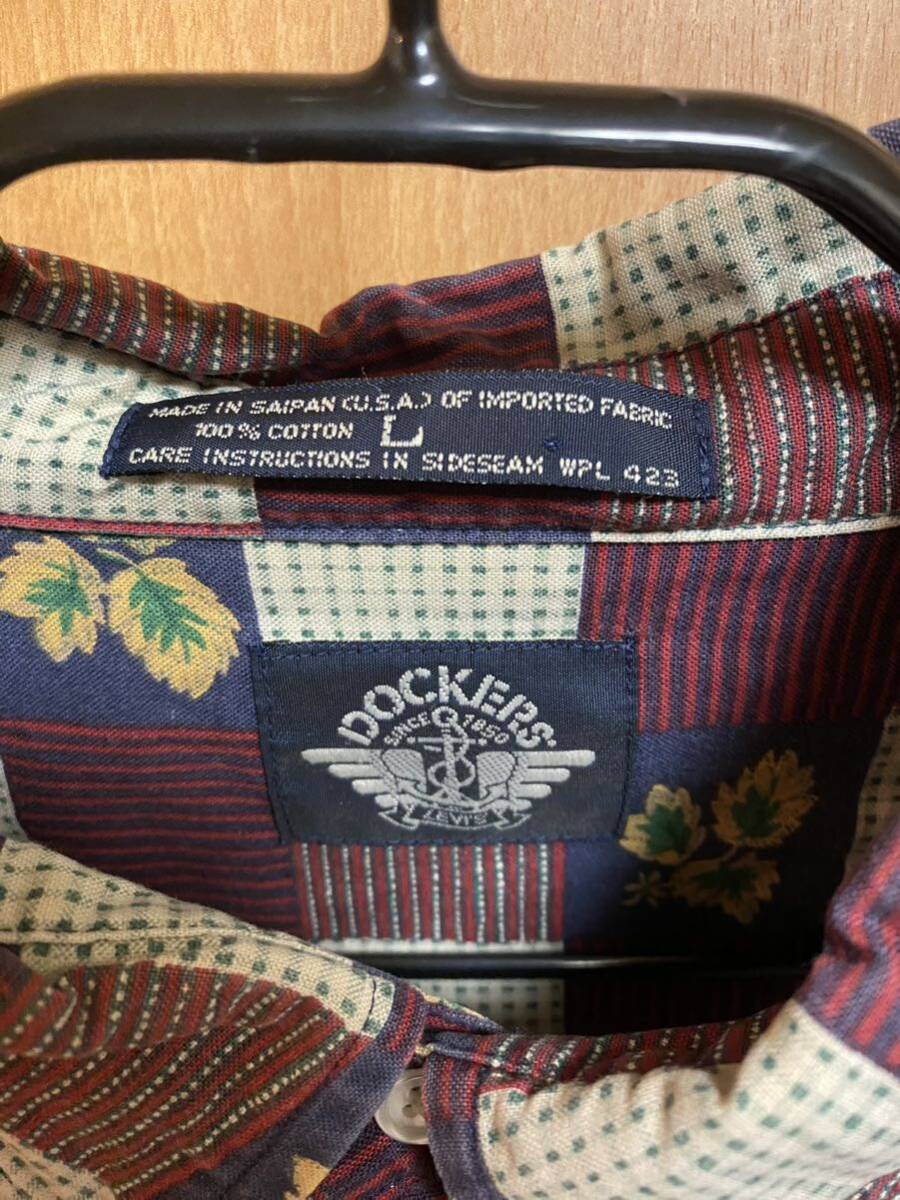 MADE IN SAIPAN (U.S.A.) OF IMPORTED FABRIC
100% COTTON L
CARE INSTRUCTIONS IN SIDESEAM WPL 423
DOCKERS
SINCE 1850
LEVI'S